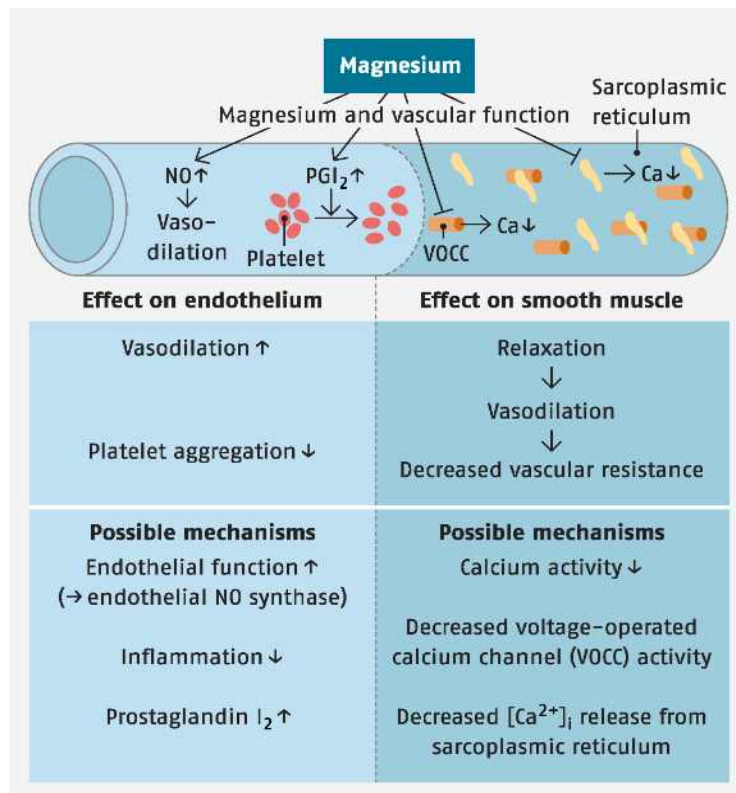 Magnesium
Magnesium and vascular function
Sarcoplasmic
reticulum
NO↑
Vaso-
dilation
PGI₂↑
Platelet
VOCC
Ca↓
Ca↓
Effect on endothelium
Vasodilation ↑
Platelet aggregation ↓
Effect on smooth muscle
Relaxation
Vasodilation
Decreased vascular resistance
Possible mechanisms
Endothelial function ↑
(→ endothelial NO synthase)
Inflammation ↓
Prostaglandin I₂ ↑
Possible mechanisms
Calcium activity ↓
Decreased voltage-operated
calcium channel (VOCC) activity
Decreased [Ca²⁺]ᵢ release from
sarcoplasmic reticulum